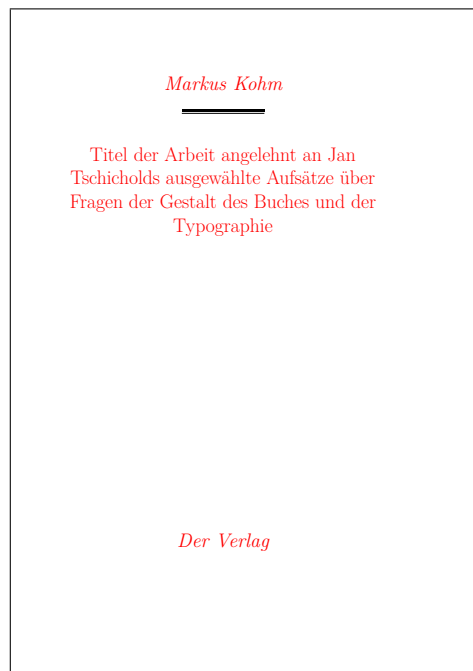 Markus Kohm
Titel der Arbeit angelehnt an Jan
Tschicholds ausgewählte Aufsätze über
Fragen der Gestalt des Buches und der
Typographie
Der Verlag